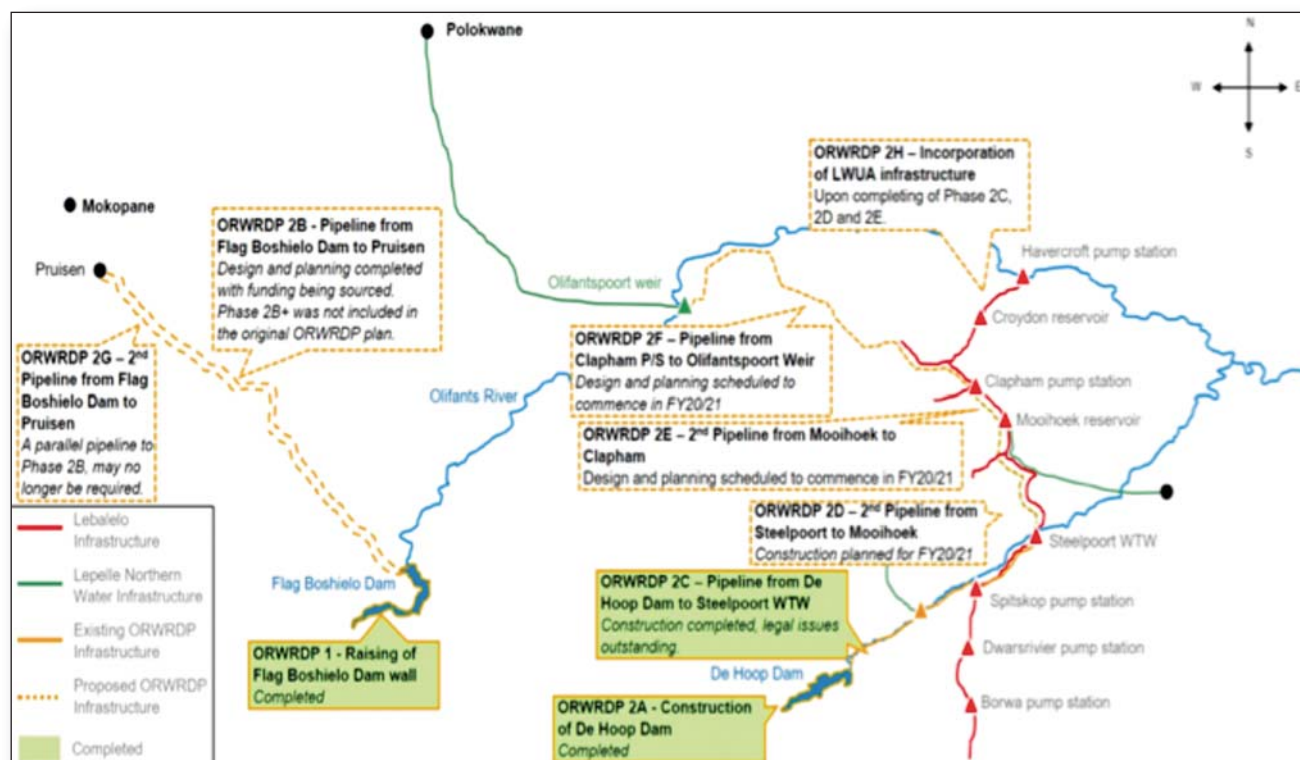 Polokwane
N
W
E
S
Mokopane
Pruisen
ORWRDP 2B - Pipeline from
Flag Boshielo Dam to Pruisen
Design and planning completed
with funding being sourced.
Phase 2B+ was not included in
the original ORWRDP plan.
ORWRDP 2H – Incorporation
of LWUA infrastructure
Upon completing of Phase 2C,
2D and 2E.
Havercroft pump station
Olifantspoort weir
Croydon reservoir
ORWRDP 2G – 2nd
Pipeline from Flag
Boshielo Dam to
Pruisen
A parallel pipeline to
Phase 2B, may no
longer be required.
ORWRDP 2F – Pipeline from
Clapham P/S to Olifantspoort Weir
Design and planning scheduled to
commence in FY20/21
Clapham pump station
Olifants River
Mooihoek reservoir
ORWRDP 2E – 2nd Pipeline from Mooihoek to
Clapham
Design and planning scheduled to commence in FY20/21
ORWRDP 2D – 2nd Pipeline from
Steelpoort to Mooihoek
Construction planned for FY20/21
Steelpoort WTW
Flag Boshielo Dam
ORWRDP 2C – Pipeline from De
Hoop Dam to Steelpoort WTW
Construction completed, legal issues
outstanding.
Spitskop pump station
Dwarsrivier pump station
De Hoop Dam
Borwa pump station
ORWRDP 1 - Raising of
Flag Boshielo Dam wall
Completed
ORWRDP 2A - Construction
of De Hoop Dam
Completed
Lebalelo
Infrastructure
Lepelle Northern
Water Infrastructure
Existing ORWRDP
Infrastructure
Proposed ORWRDP
Infrastructure
Completed